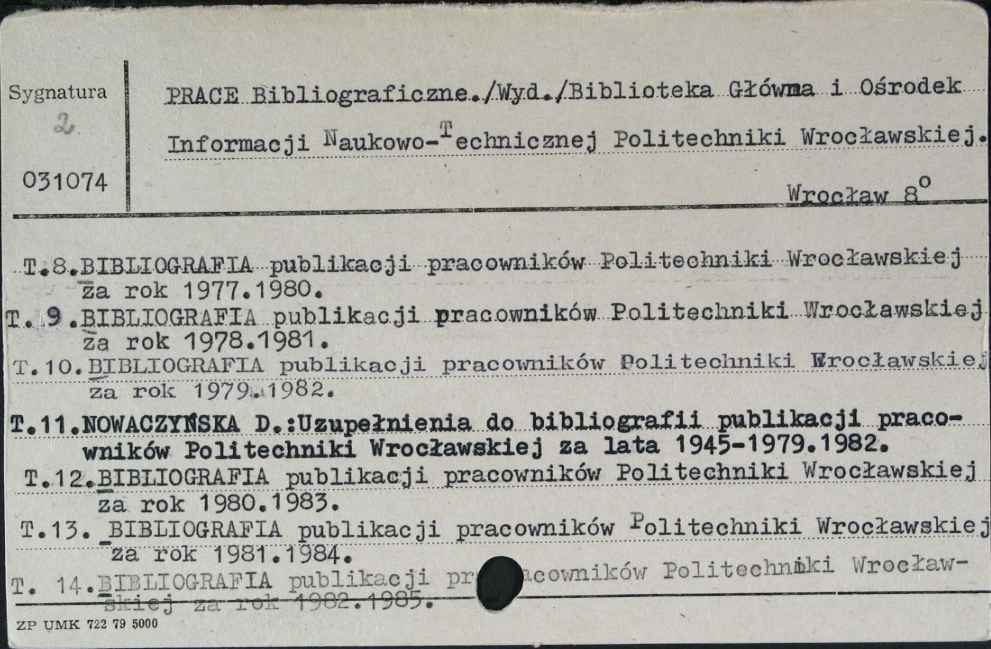 Sygnatura
2
031074
PRACE Bibliograficzne./Wyd./Biblioteka Główna i Ośrodek
Informacji Naukowo-Technicznej Politechniki Wrocławskiej.
Wrocław 8°
T.8.BIBLIOGRAFIA publikacji pracowników Politechniki Wrocławskiej
za rok 1977.1980.
T. 9.BIBLIOGRAFIA publikacji pracowników Politechniki Wrocławskiej
za rok 1978.1981.
T.10.BIBLIOGRAFIA publikacji pracowników Politechniki Wrocławskiej
za rok 1979.1982.
T.11.NOWACZYŃSKA D.:Uzupełnienia do bibliografii publikacji praco-
wników Politechniki Wrocławskiej za lata 1945-1979.1982.
T.12.BIBLIOGRAFIA publikacji pracowników Politechniki Wrocławskiej
za rok 1980.1983.
T.13. BIBLIOGRAFIA publikacji pracowników Politechniki Wrocławskiej
za rok 1981.1984.
T. 14.BIBLIOGRAFIA publikacji pr acowników Politechniki Wrocław-
skiej za rok 1982.1985.
ZP UMK 722 79 5000